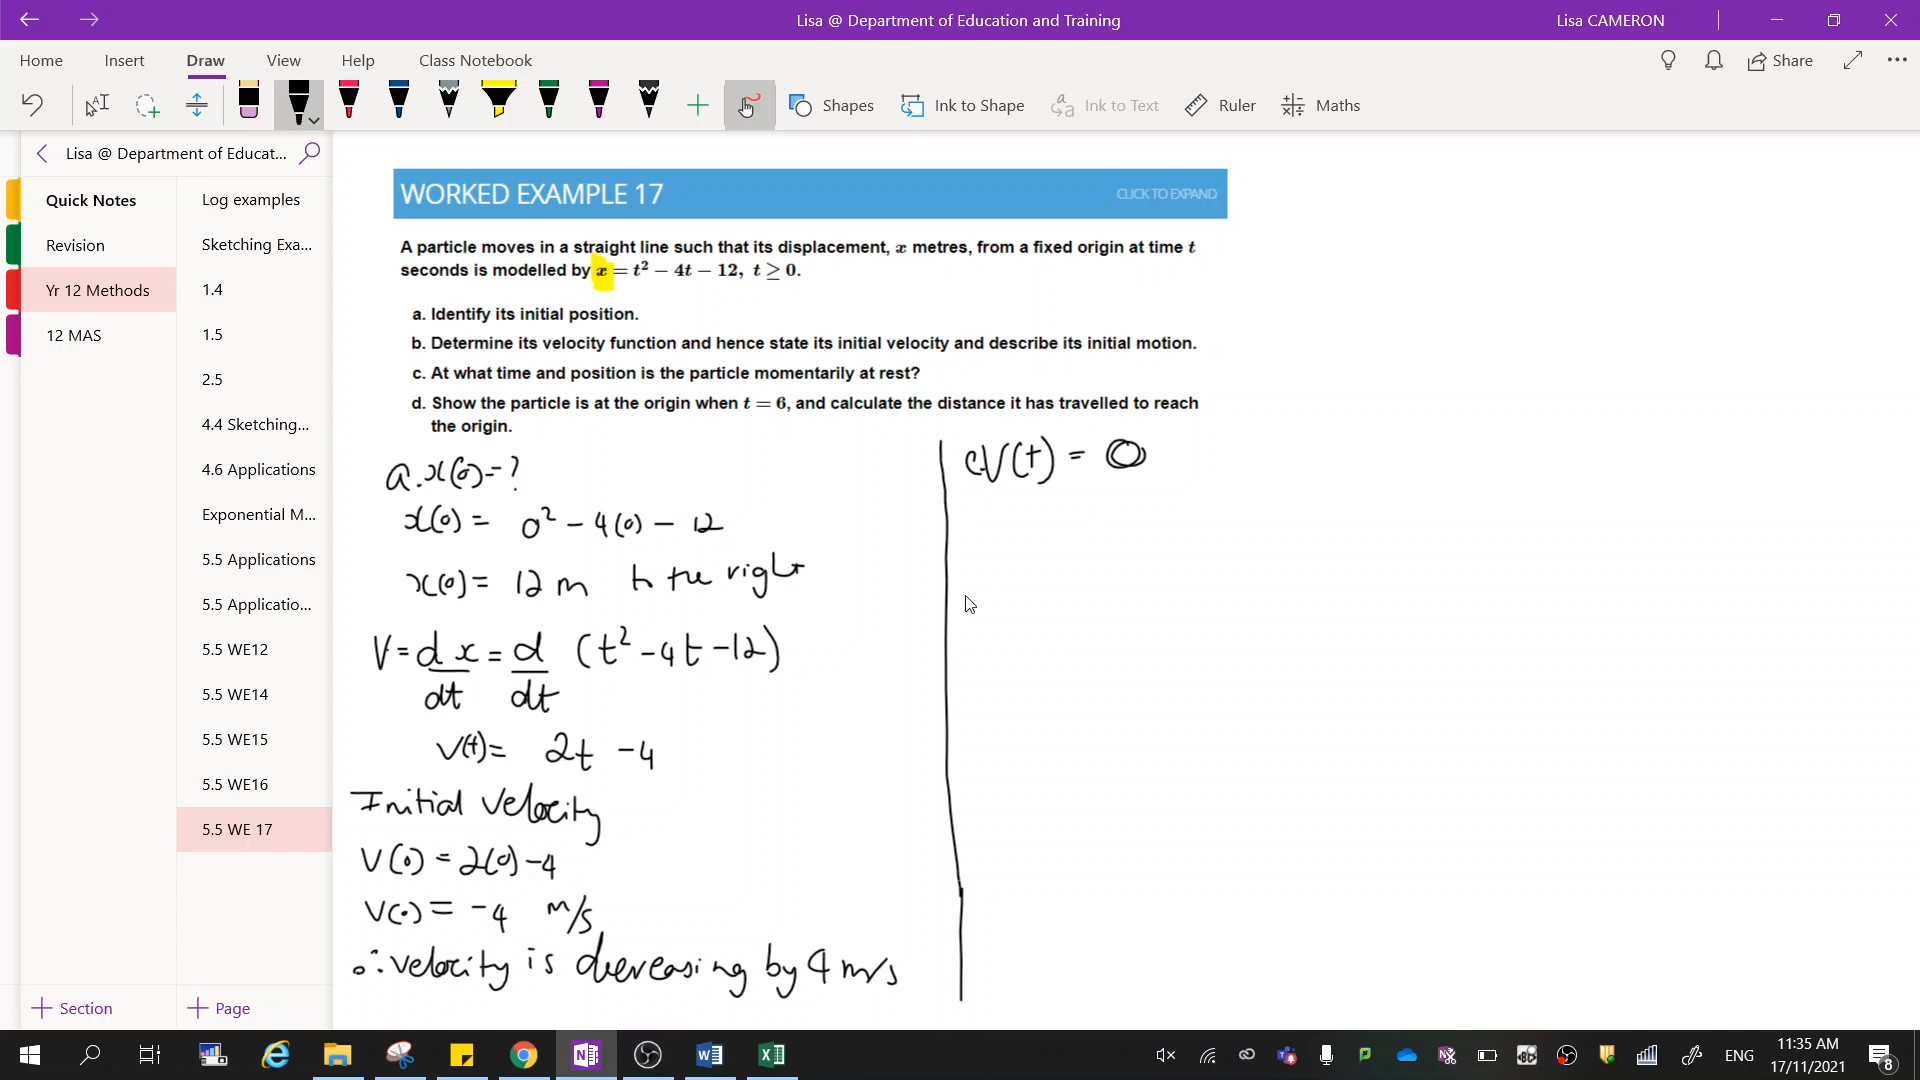 Lisa @ Department of Education and Training
Lisa CAMERON
Home Insert Draw View Help Class Notebook
Share
Shapes Ink to Shape Ink to Text Ruler Maths
Lisa @ Department of Educat...
Quick Notes
Revision
Yr 12 Methods
12 MAS
Log examples
Sketching Exa...
1.4
1.5
2.5
4.4 Sketching...
4.6 Applications
Exponential M...
5.5 Applications
5.5 Applicatio...
5.5 WE12
5.5 WE14
5.5 WE15
5.5 WE16
5.5 WE 17
Section
Page
WORKED EXAMPLE 17
CLICK TO EXPAND
A particle moves in a straight line such that its displacement, x metres, from a fixed origin at time t
seconds is modelled by x = t² − 4t − 12, t ≥ 0.
a. Identify its initial position.
b. Determine its velocity function and hence state its initial velocity and describe its initial motion.
c. At what time and position is the particle momentarily at rest?
d. Show the particle is at the origin when t = 6, and calculate the distance it has travelled to reach
the origin.
a. x(0) = ?
x(0) = 0² − 4(0) − 12
x(0) = 12 m to the right
V = dx/dt = d/dt (t² − 4t − 12)
v(t) = 2t − 4
Initial velocity
V(0) = 2(0) − 4
V(0) = −4 m/s
∴ velocity is decreasing by 4 m/s
c. V(t) = 0
ENG
11:35 AM
17/11/2021
8